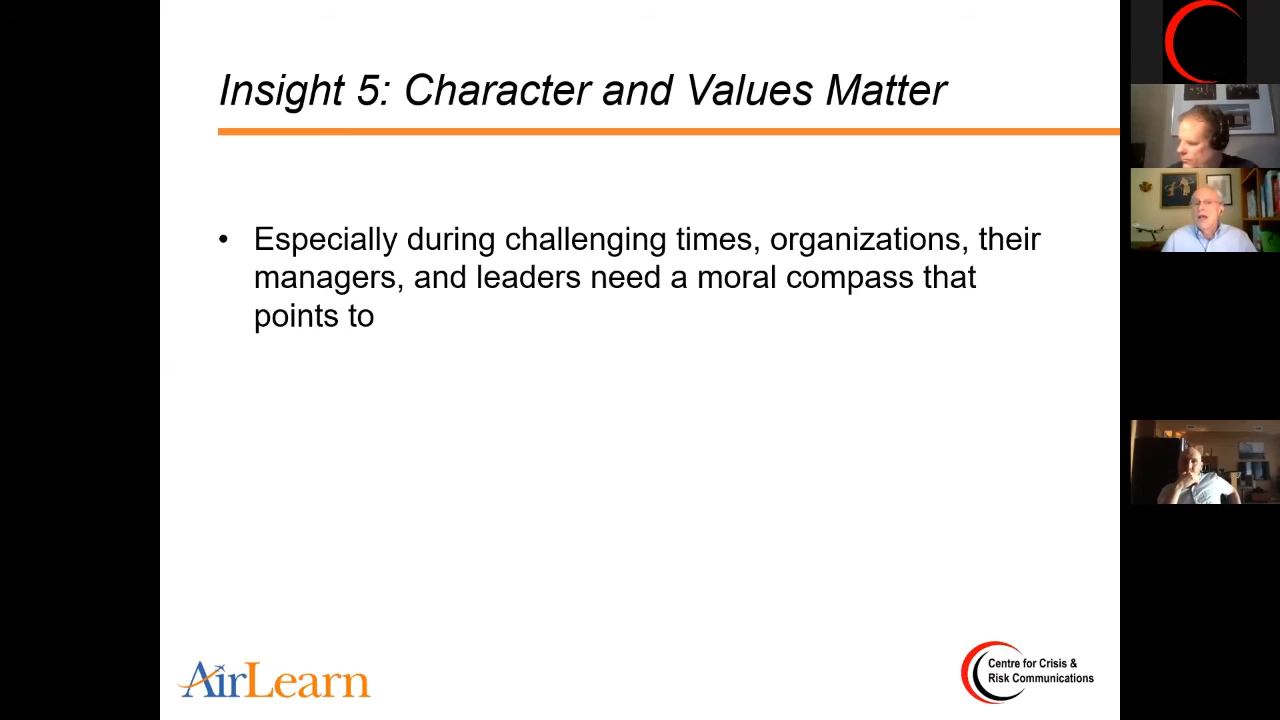 Insight 5: Character and Values Matter
• Especially during challenging times, organizations, their
managers, and leaders need a moral compass that
points to
AirLearn
Centre for Crisis &
Risk Communications